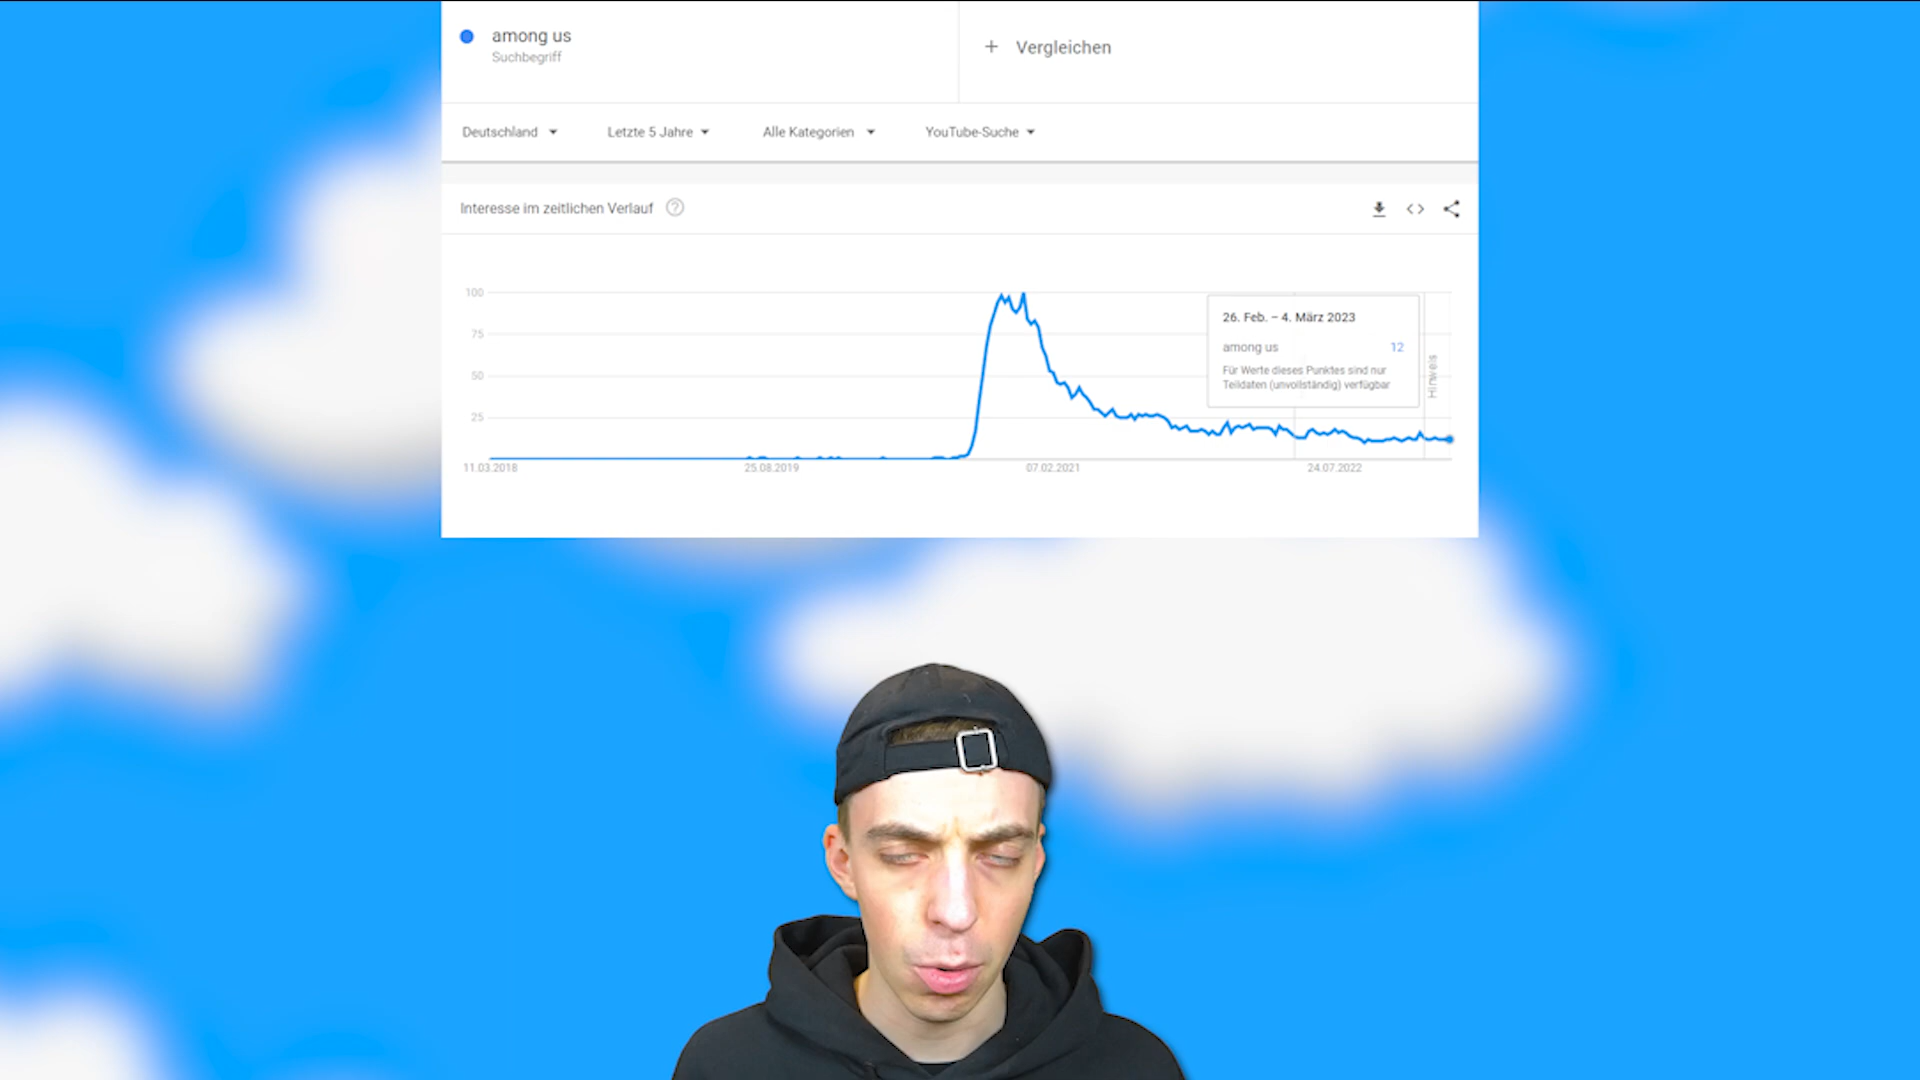 among us
Suchbegriff
+ Vergleichen
Deutschland
Letzte 5 Jahre
Alle Kategorien
YouTube-Suche
Interesse im zeitlichen Verlauf
100
75
50
25
26. Feb. – 4. März 2023
among us 12
Für Werte dieses Punktes sind nur
Teildaten (unvollständig) verfügbar
Hinweis
11.03.2018
25.08.2019
07.02.2021
24.07.2022